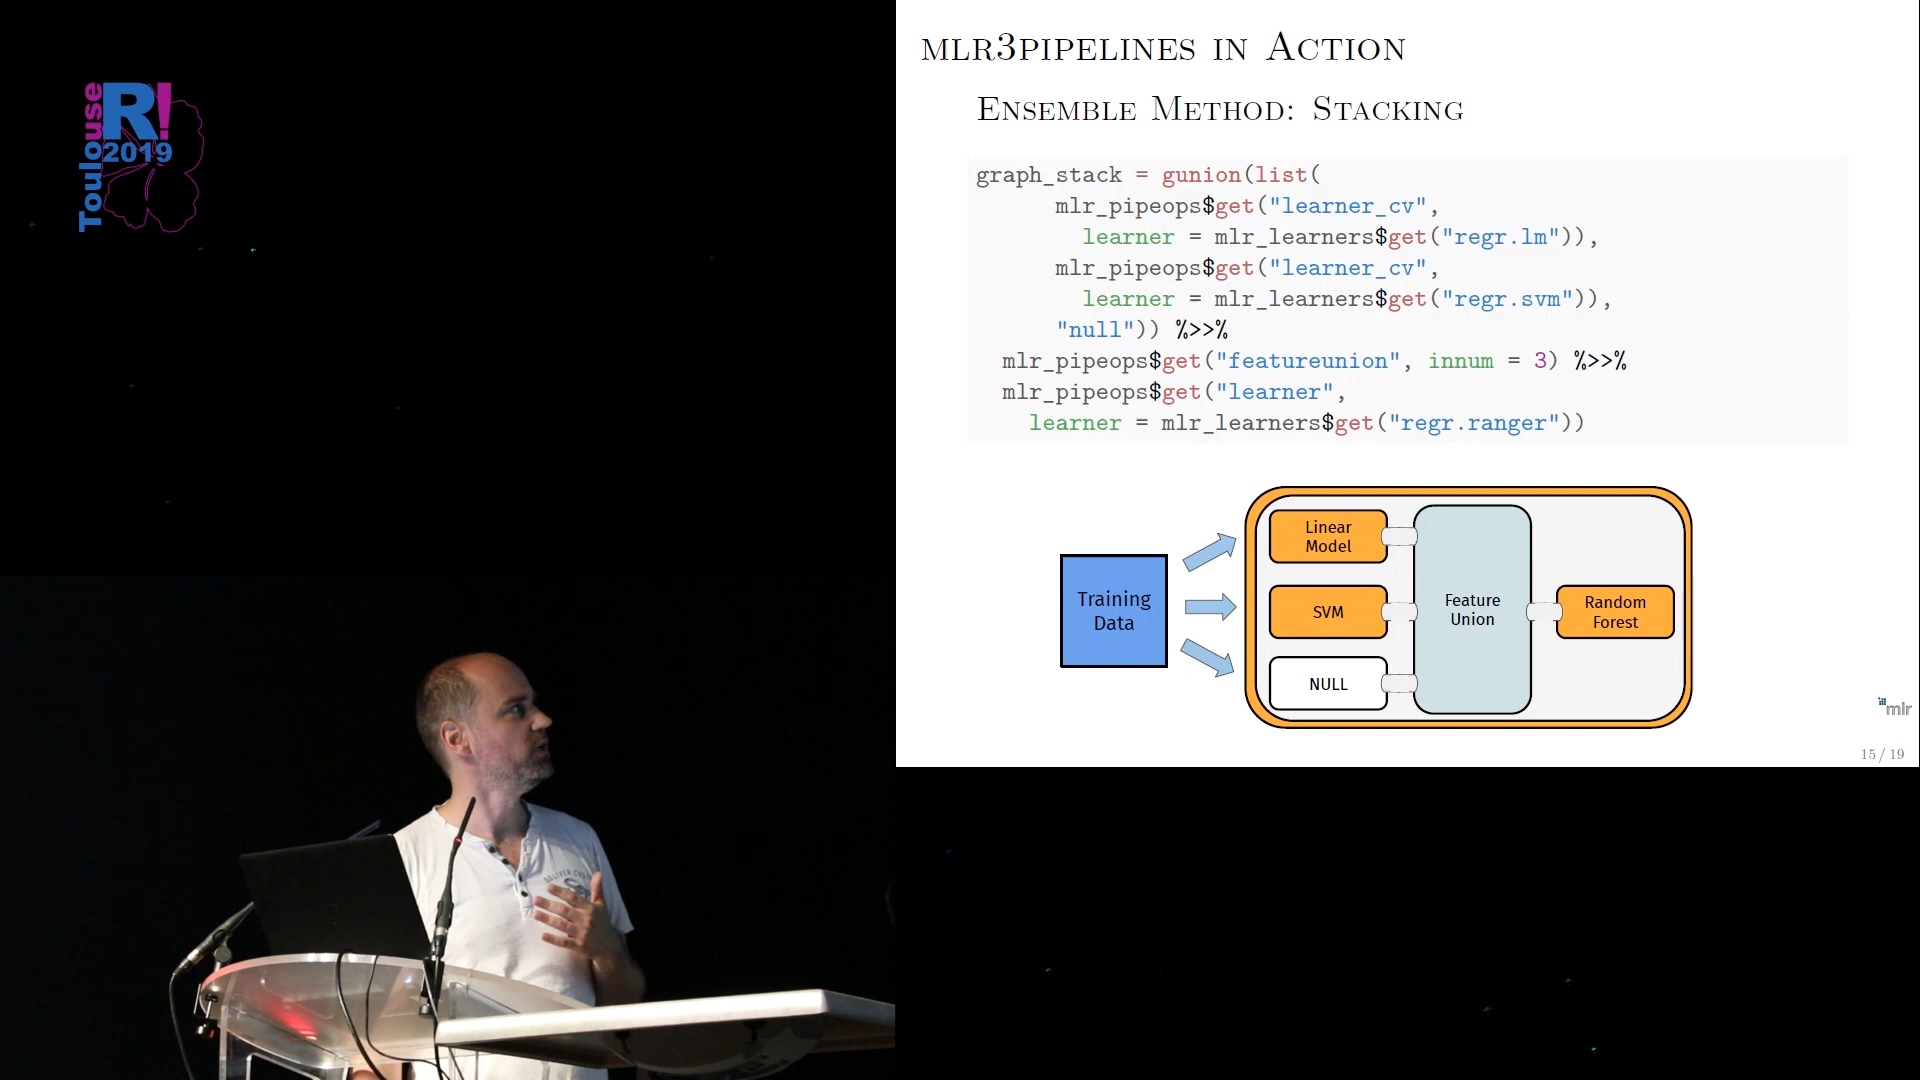 Toulouse
R!
2019
MLR3PIPELINES IN ACTION
ENSEMBLE METHOD: STACKING
graph_stack = gunion(list(
mlr_pipeops$get("learner_cv",
learner = mlr_learners$get("regr.lm")),
mlr_pipeops$get("learner_cv",
learner = mlr_learners$get("regr.svm")),
"null")) %>>%
mlr_pipeops$get("featureunion", innum = 3) %>>%
mlr_pipeops$get("learner",
learner = mlr_learners$get("regr.ranger"))
Training
Data
Linear
Model
SVM
NULL
Feature
Union
Random
Forest
mlr
15 / 19